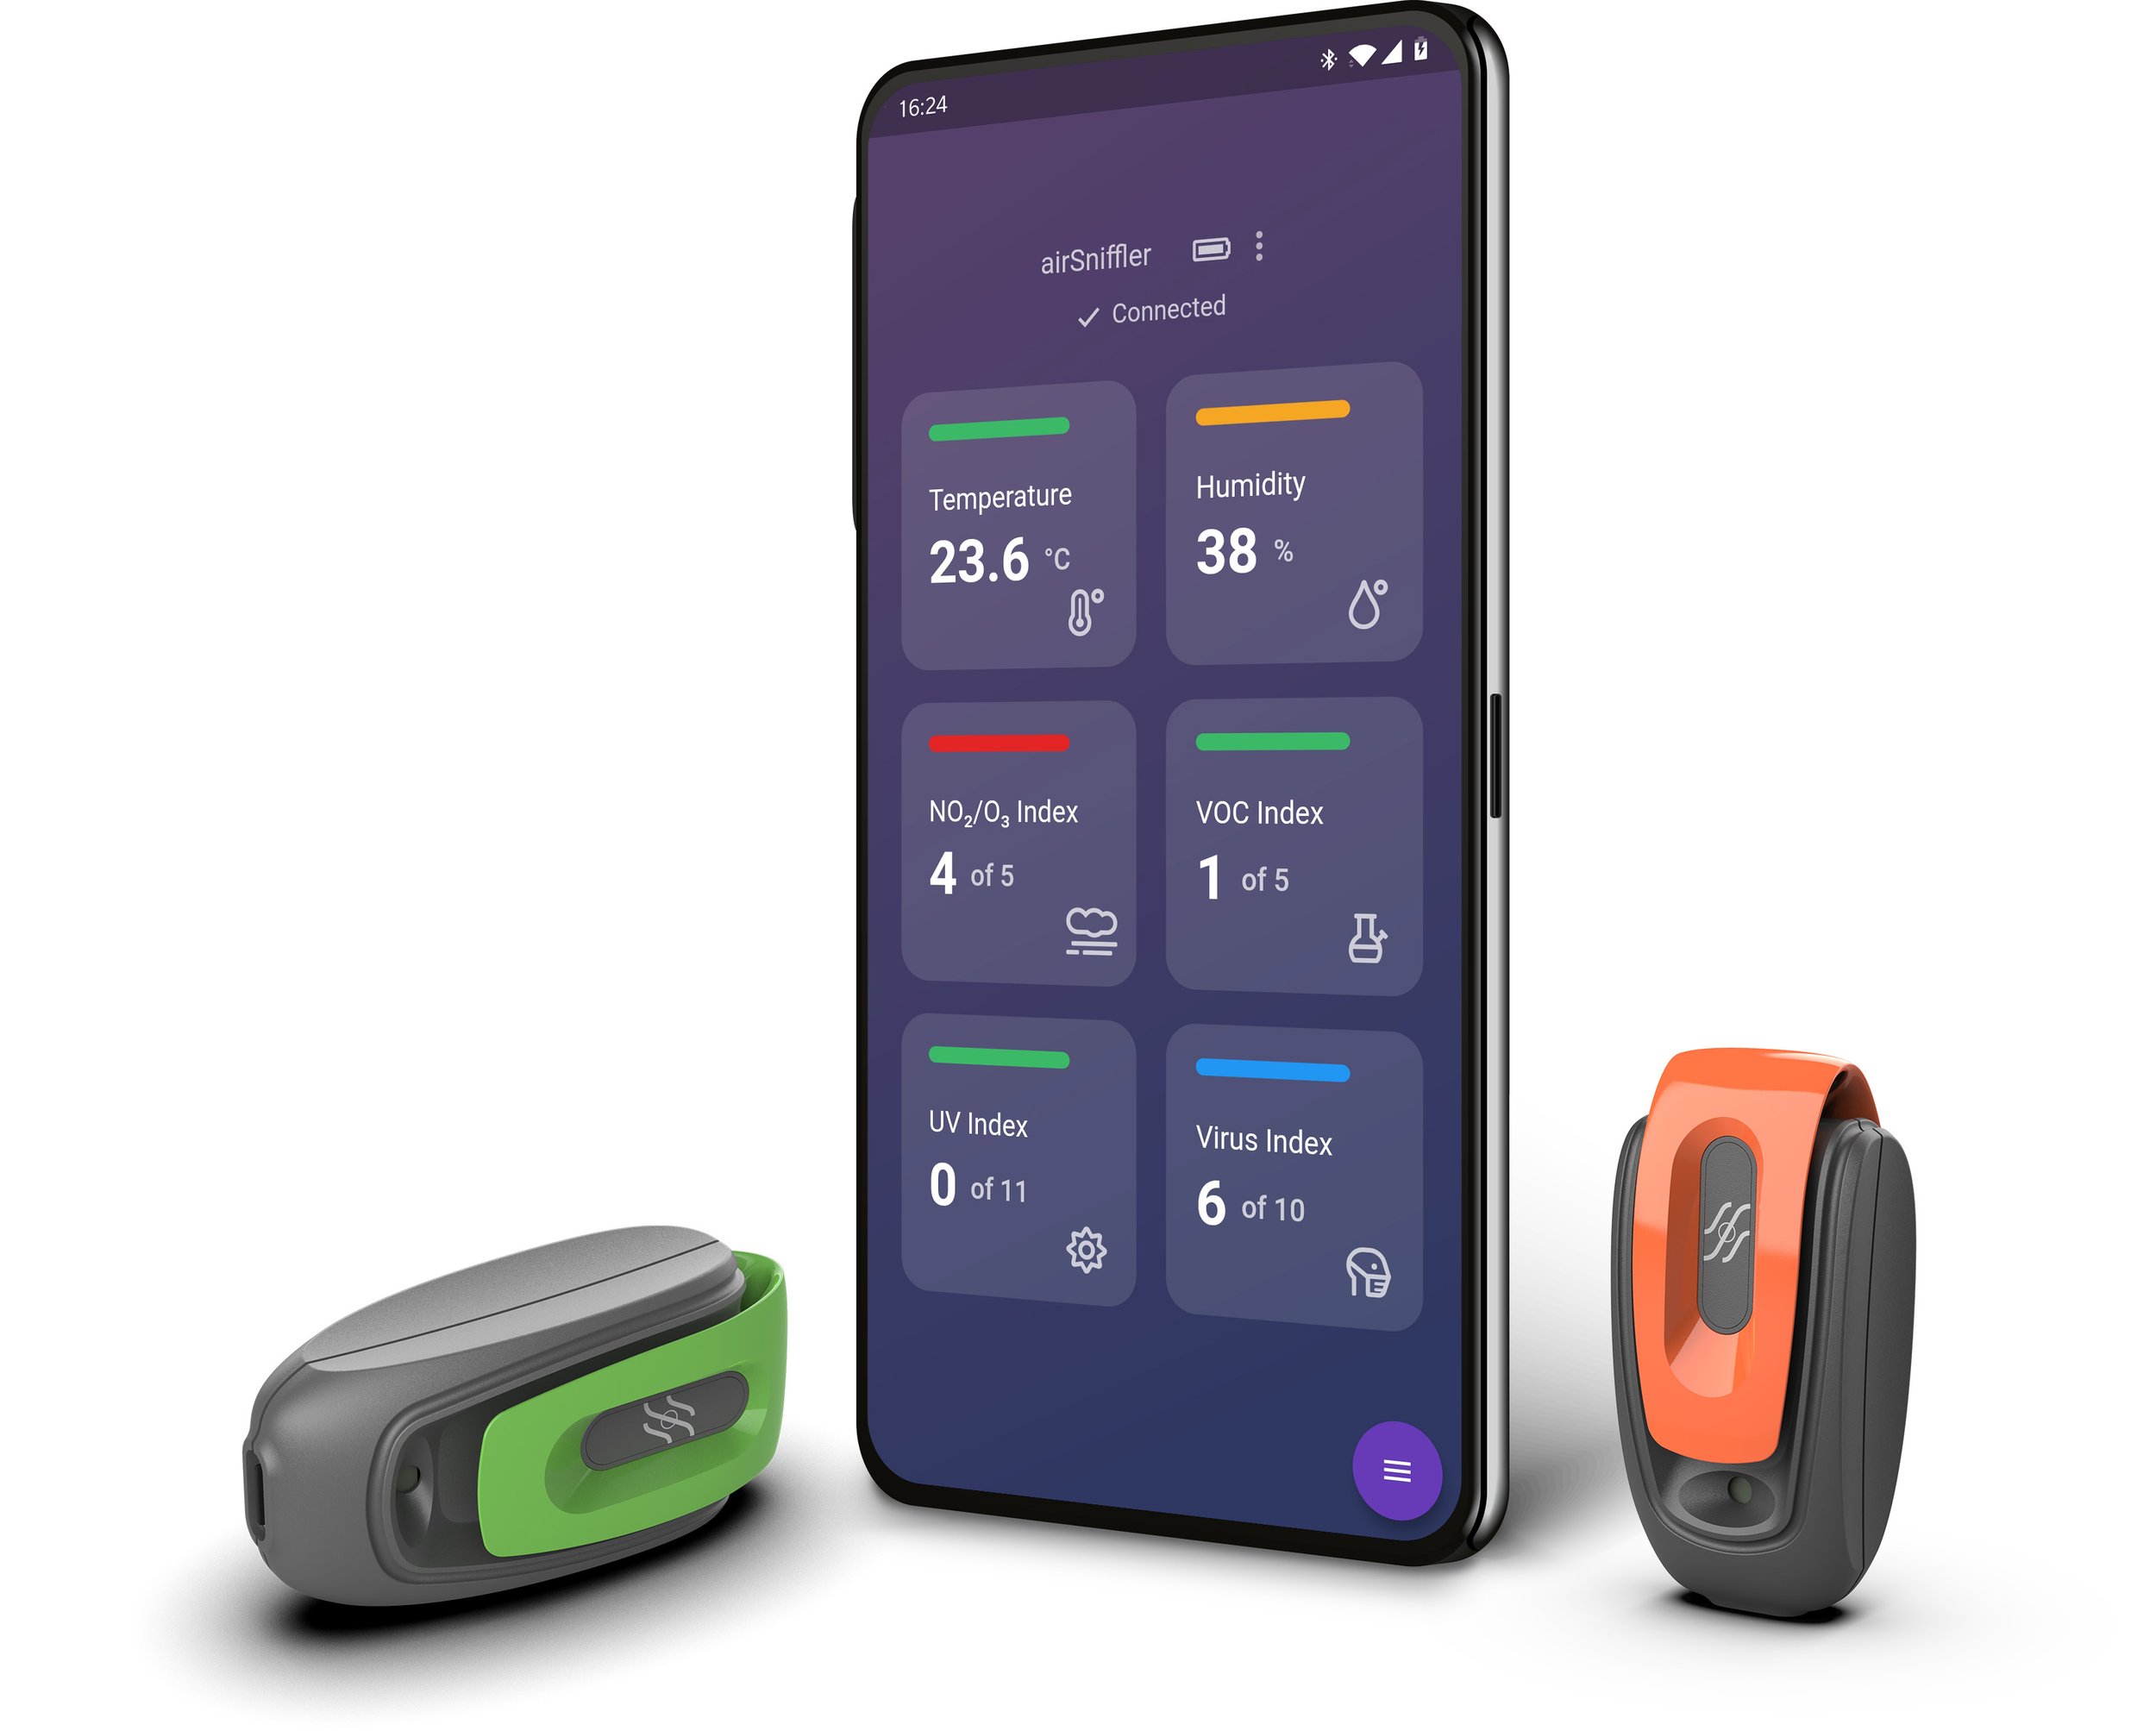 16:24
airSniffler
Connected
Temperature
23.6 °C
Humidity
38 %
NO₂/O₃ Index
4 of 5
VOC Index
1 of 5
UV Index
0 of 11
Virus Index
6 of 10